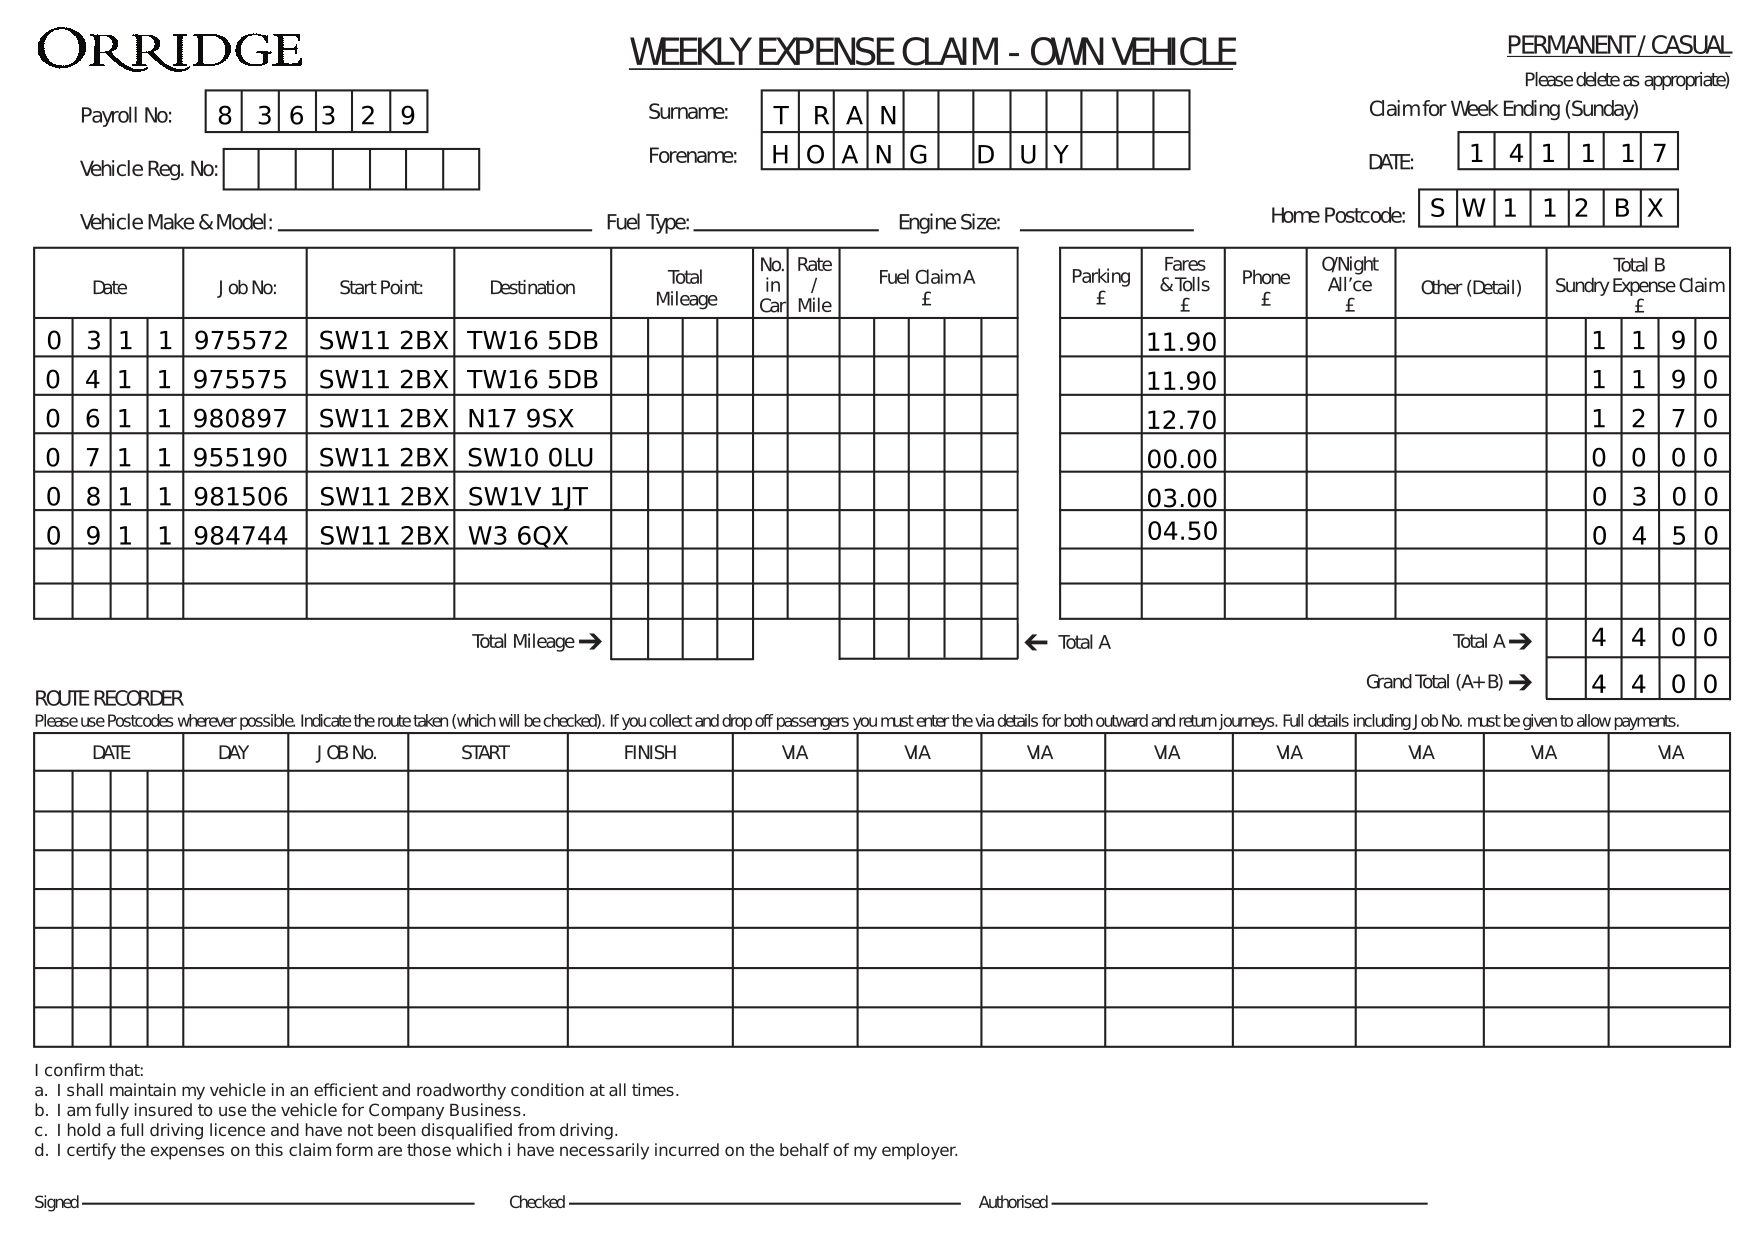 ORRIDGE
WEEKLY EXPENSE CLAIM - OWN VEHICLE
PERMANENT / CASUAL
Please delete as appropriate)
Payroll No: 8 3 6 3 2 9
Surname: T R A N
Claim for Week Ending (Sunday)
Vehicle Reg. No:
Forename: H O A N G D U Y
DATE: 1 4 1 1 1 7
Vehicle Make & Model:
Fuel Type:
Engine Size:
Home Postcode: S W 1 1 2 B X
Date Job No: Start Point: Destination Total Mileage No. in Car Rate / Mile Fuel Claim A £ Parking £ Fares & Tolls £ Phone £ O/Night All'ce £ Other (Detail) Total B Sundry Expense Claim £
0 3 1 1 975572 SW11 2BX TW16 5DB 11.90 1 1 9 0
0 4 1 1 975575 SW11 2BX TW16 5DB 11.90 1 1 9 0
0 6 1 1 980897 SW11 2BX N17 9SX 12.70 1 2 7 0
0 7 1 1 955190 SW11 2BX SW10 0LU 00.00 0 0 0 0
0 8 1 1 981506 SW11 2BX SW1V 1JT 03.00 0 3 0 0
0 9 1 1 984744 SW11 2BX W3 6QX 04.50 0 4 5 0
Total Mileage ➔ ← Total A Total A ➔ 4 4 0 0
Grand Total (A+ B) ➔ 4 4 0 0
ROUTE RECORDER
Please use Postcodes wherever possible. Indicate the route taken (which will be checked). If you collect and drop off passengers you must enter the via details for both outward and return journeys. Full details including Job No. must be given to allow payments.
DATE DAY JOB No. START FINISH VIA VIA VIA VIA VIA VIA VIA VIA
I confirm that:
a. I shall maintain my vehicle in an efficient and roadworthy condition at all times.
b. I am fully insured to use the vehicle for Company Business.
c. I hold a full driving licence and have not been disqualified from driving.
d. I certify the expenses on this claim form are those which i have necessarily incurred on the behalf of my employer.
Signed Checked Authorised